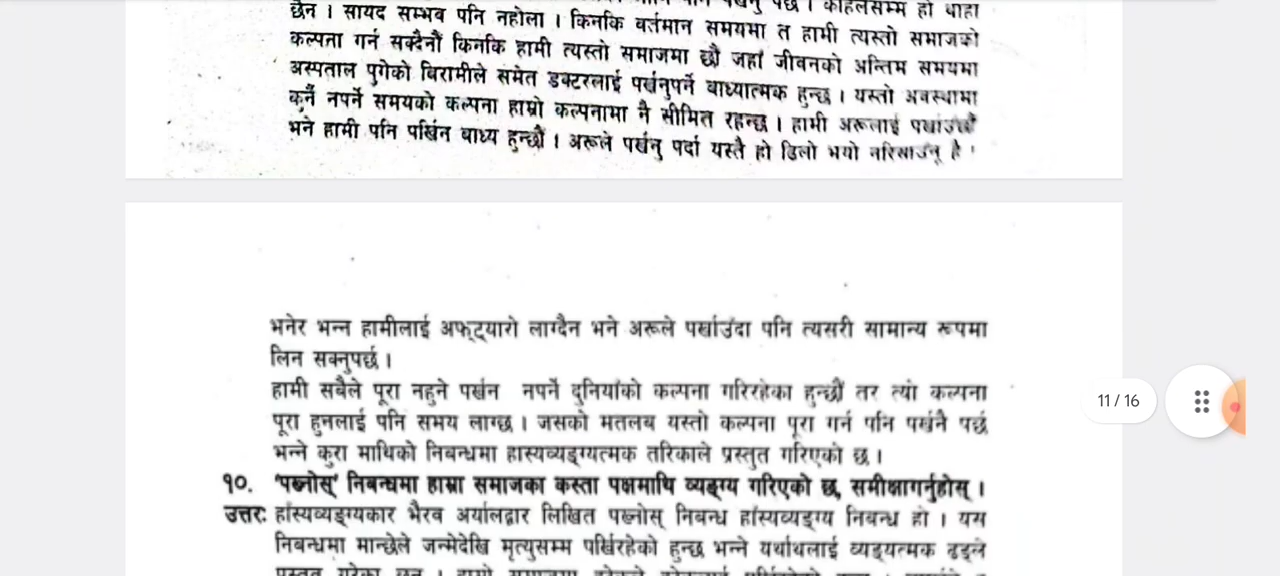 छैन । सायद सम्भव पनि नहोला । किनकि वर्तमान समयमा त हामी त्यस्तो समाजको
कल्पना गर्न सक्दैनौं किनकि हामी त्यस्तो समाजमा छौं जहाँ जीवनको अन्तिम समयमा
अस्पताल पुगेको बिरामीले समेत डक्टरलाई पर्खनुपर्ने बाध्यात्मक हुन्छ । यस्तो अवस्थामा
कुनै नपर्ने समयको कल्पना हाम्रो कल्पनामा नै सीमित रहन्छ । हामी अरूलाई पर्खाउछौं
भने हामी पनि पर्खिन बाध्य हुन्छौं । अरूले पर्खनु पर्दा यस्तै हो ढिलो भयो नरिसाउनू है ।
भनेर भन्न हामीलाई अफ्ट्यारो लाग्दैन भने अरूले पर्खाउँदा पनि त्यसरी सामान्य रूपमा
लिन सक्नुपर्छ ।
हामी सबैले पूरा नहुने पर्खन नपर्ने दुनियाँको कल्पना गरिरहेका हुन्छौं तर त्यो कल्पना
पूरा हुनलाई पनि समय लाग्छ । जसको मतलब यस्तो कल्पना पूरा गर्न पनि पर्खनै पर्छ
भन्ने कुरा माथिको निबन्धमा हास्यव्यङ्ग्यत्मक तरिकाले प्रस्तुत गरिएको छ ।
१०. 'पख्नोस्' निबन्धमा हाम्रा समाजका कस्ता पक्षमाथि व्यङ्ग्य गरिएको छ, समीक्षागर्नुहोस् ।
उत्तर: हाँस्यव्यङ्ग्यकार भैरव अर्यालद्वार लिखित पख्नोस् निबन्ध हाँस्यव्यङ्ग्य निबन्ध हो । यस
निबन्धमा मान्छेले जन्मेदेखि मृत्युसम्म पर्खिरहेको हुन्छ भन्ने यर्थाथलाई व्यङ्यत्मक ढङ्ले
11 / 16